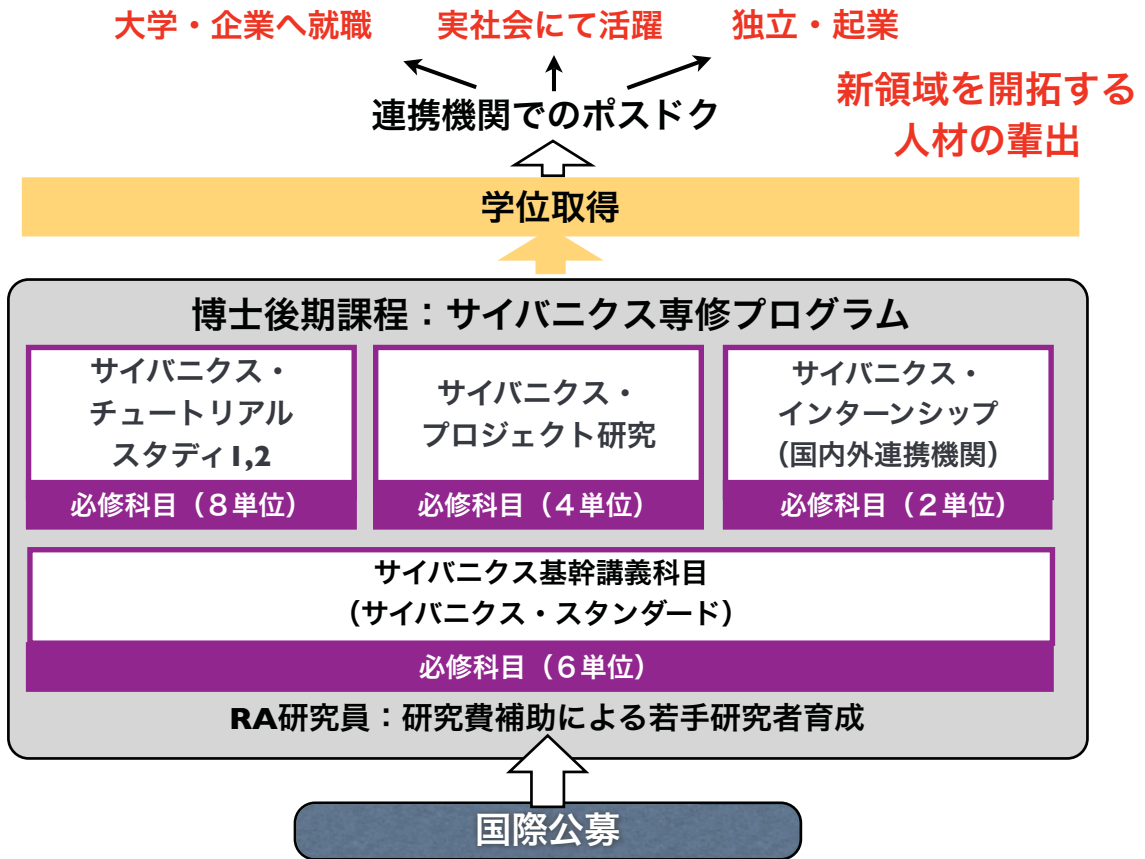 大学・企業へ就職 実社会にて活躍 独立・起業
新領域を開拓する
人材の輩出
連携機関でのポスドク
学位取得
博士後期課程：サイバニクス専修プログラム
サイバニクス・
チュートリアル
スタディ1,2
必修科目（８単位）
サイバニクス・
プロジェクト研究
必修科目（４単位）
サイバニクス・
インターンシップ
（国内外連携機関）
必修科目（２単位）
サイバニクス基幹講義科目
（サイバニクス・スタンダード）
必修科目（６単位）
RA研究員：研究費補助による若手研究者育成
国際公募